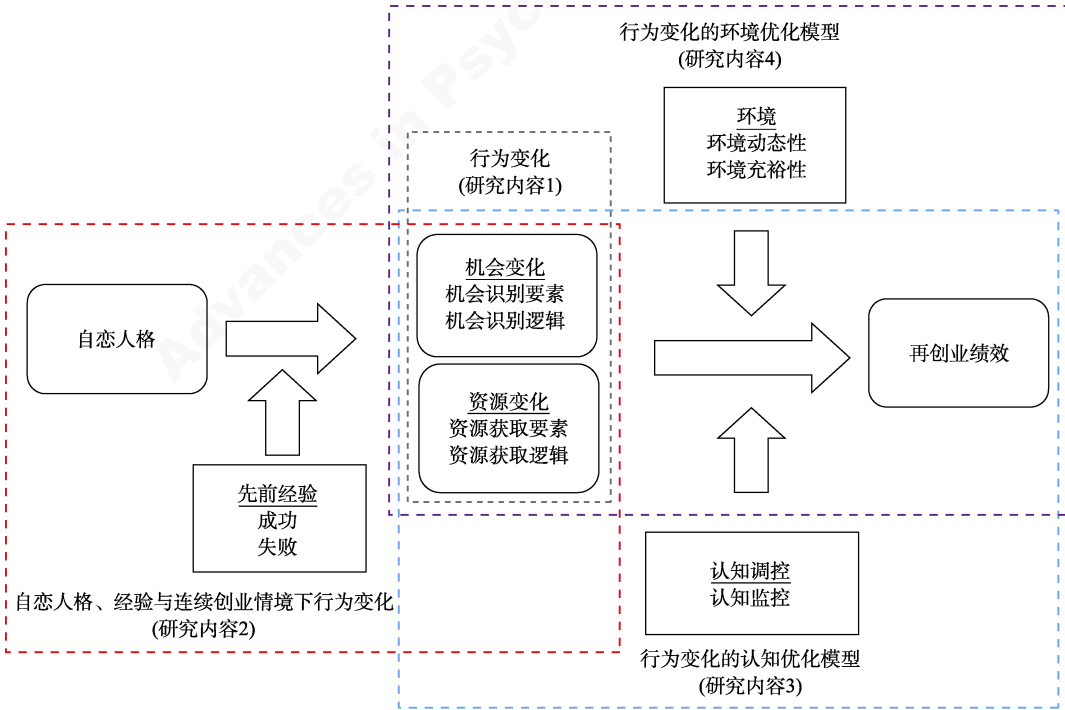 行为变化的环境优化模型
(研究内容4)
环境
环境动态性
环境充裕性
行为变化
(研究内容1)
机会变化
机会识别要素
机会识别逻辑
自恋人格
再创业绩效
资源变化
资源获取要素
资源获取逻辑
先前经验
成功
失败
认知调控
认知监控
自恋人格、经验与连续创业情境下行为变化
(研究内容2)
行为变化的认知优化模型
(研究内容3)
Advances in Psyc